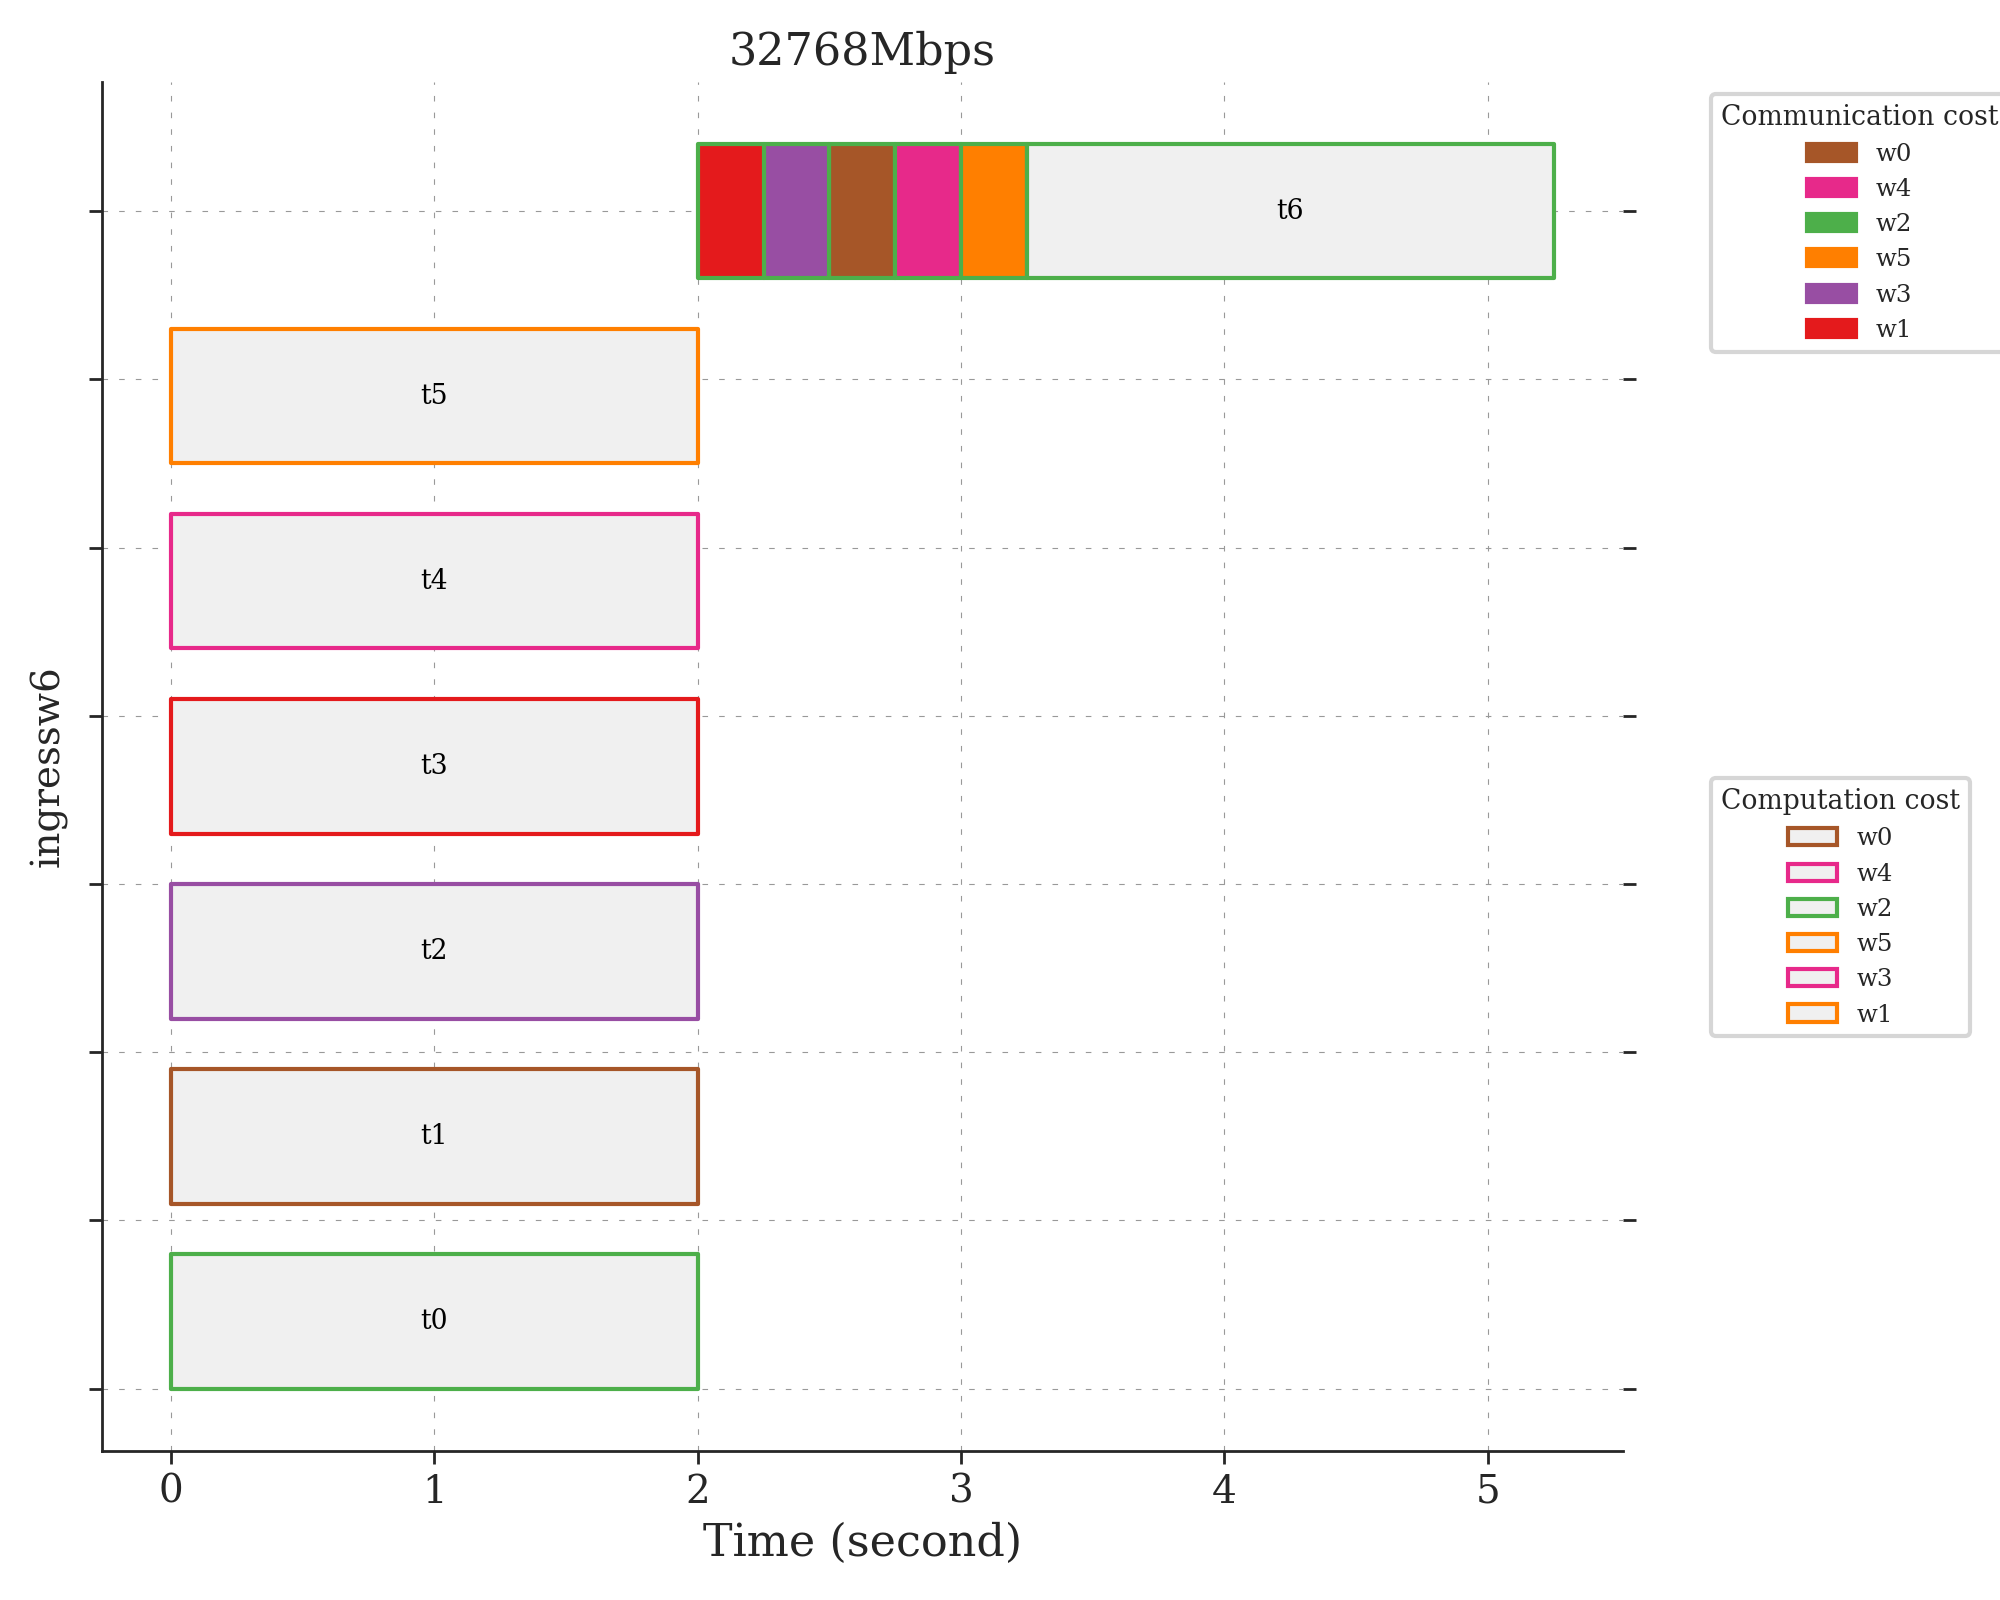 32768Mbps
Communication cost
w0
w4
w2
w5
w3
w1
t6
t5
t4
t3
t2
t1
t0
ingressw6
Computation cost
w0
w4
w2
w5
w3
w1
0 1 2 3 4 5
Time (second)